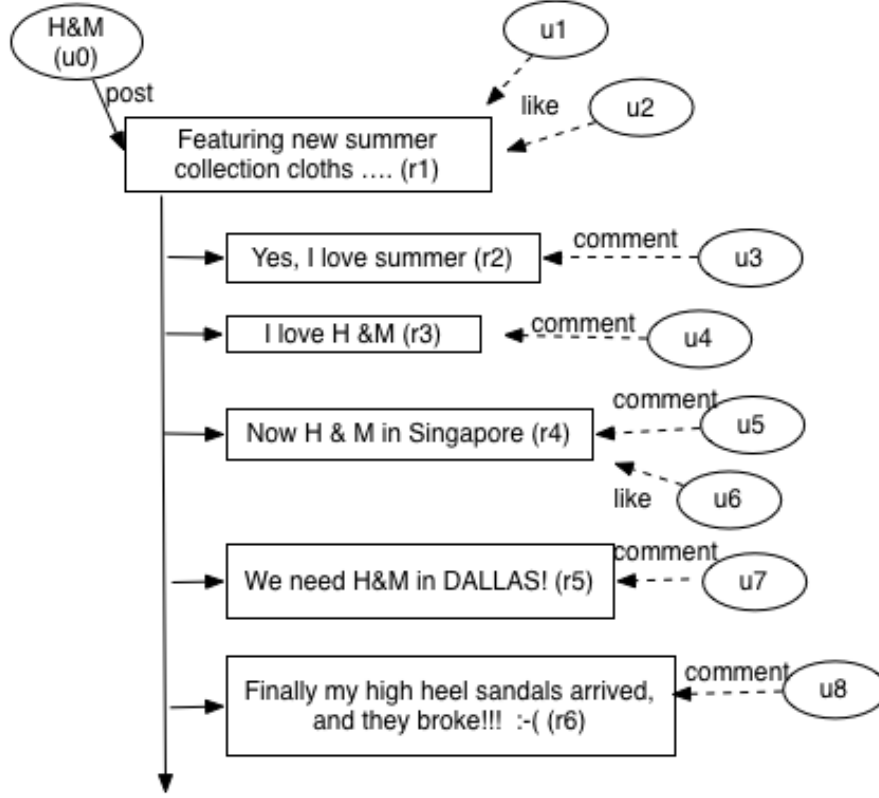 H&M
(u0)
u1
post
like
u2
Featuring new summer
collection cloths .... (r1)
Yes, I love summer (r2)
comment
u3
I love H &M (r3)
comment
u4
Now H & M in Singapore (r4)
comment
u5
like
u6
We need H&M in DALLAS! (r5)
comment
u7
Finally my high heel sandals arrived,
and they broke!!! :-( (r6)
comment
u8